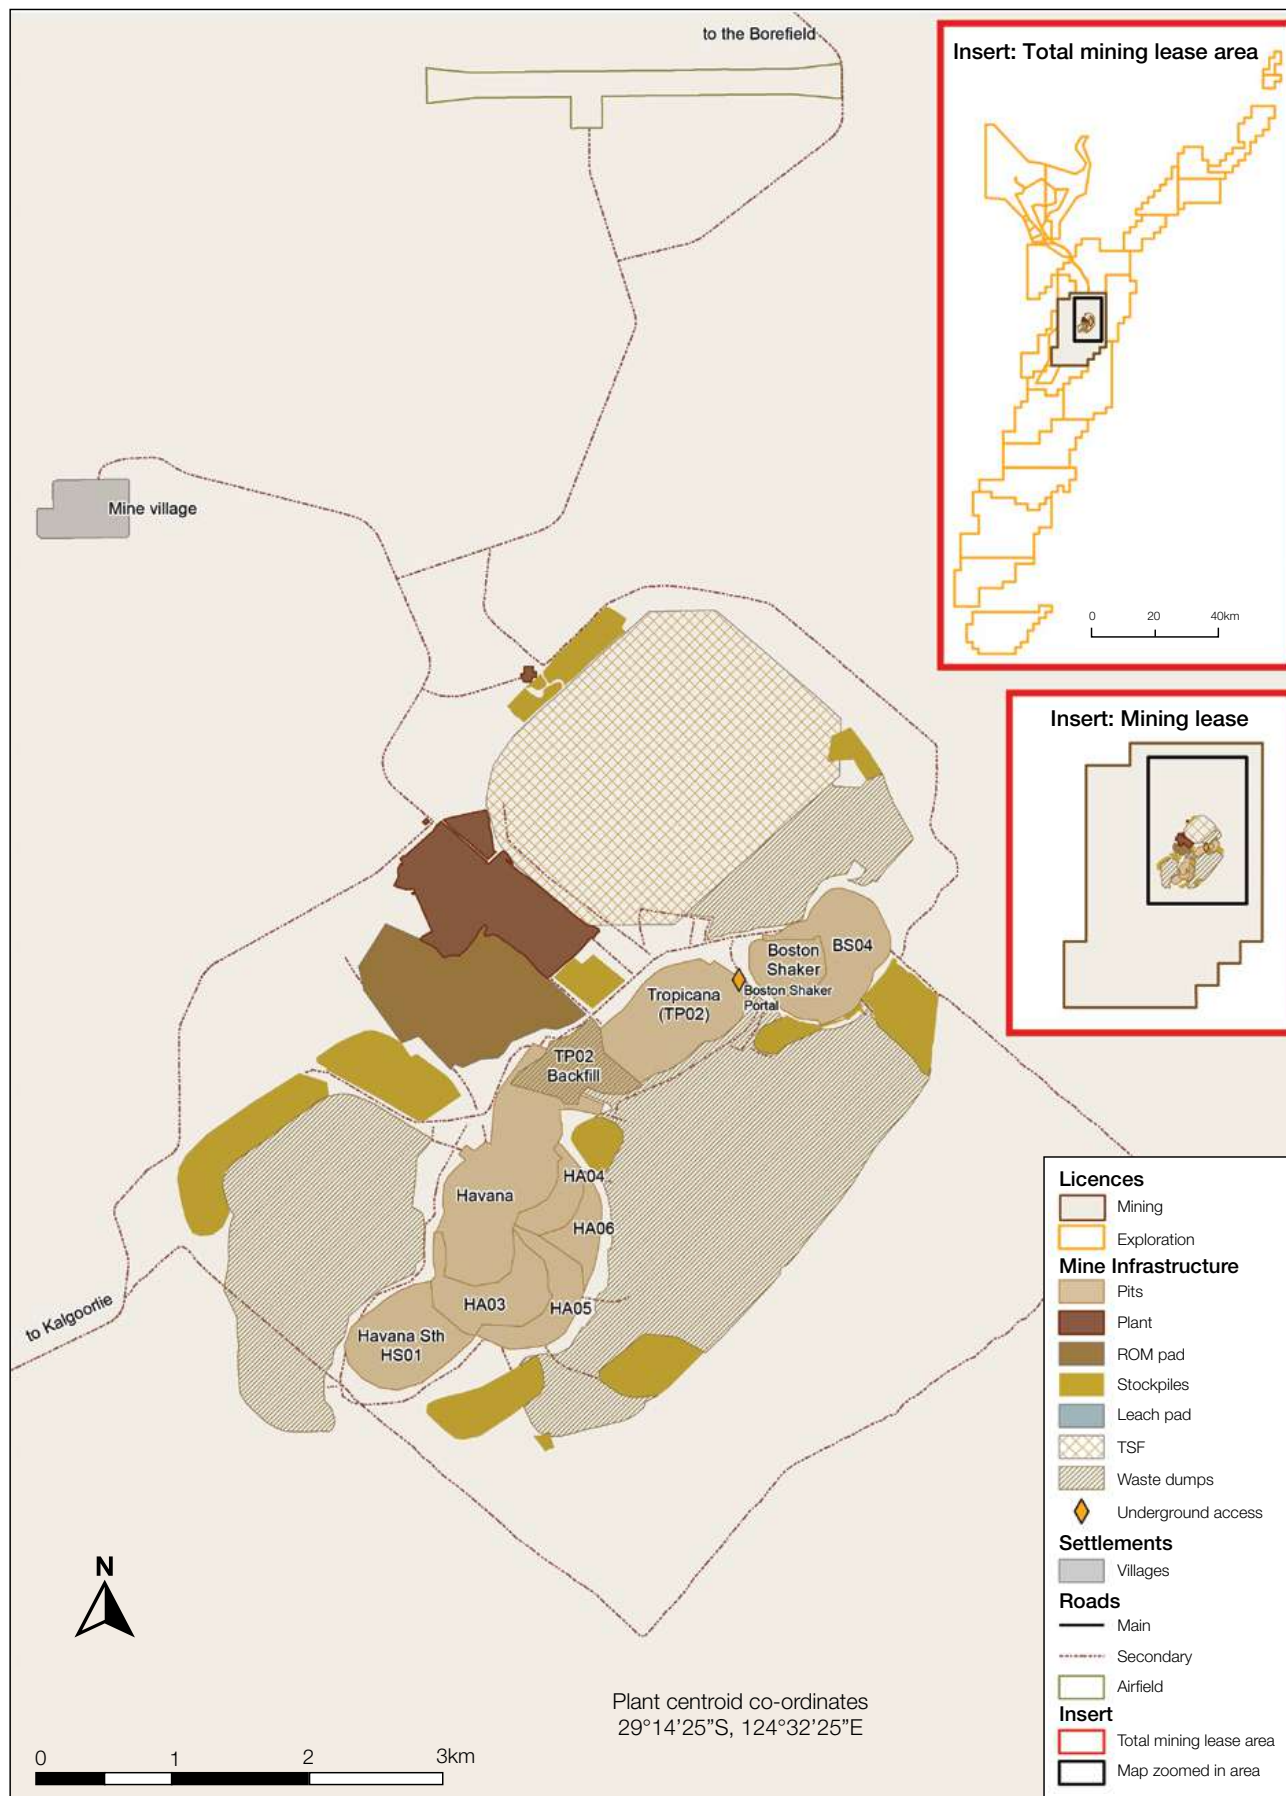 to the Borefield
Insert: Total mining lease area
0 20 40km
Mine village
Insert: Mining lease
Boston
Shaker
BS04
Boston Shaker
Portal
Tropicana
(TP02)
TP02
Backfill
HA04
Havana
HA06
HA03
HA05
Havana Sth
HS01
to Kalgoorlie
Licences
Mining
Exploration
Mine Infrastructure
Pits
Plant
ROM pad
Stockpiles
Leach pad
TSF
Waste dumps
Underground access
Settlements
Villages
Roads
Main
Secondary
Airfield
Insert
Total mining lease area
Map zoomed in area
N
Plant centroid co-ordinates
29°14’25”S, 124°32’25”E
0 1 2 3km